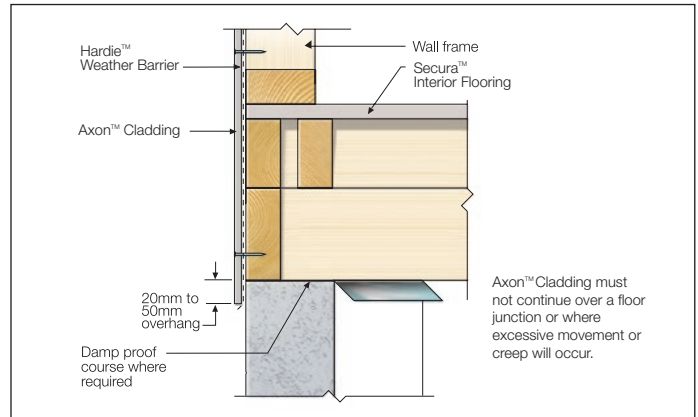 Hardie™
Weather Barrier
Axon™ Cladding
Wall frame
Secura™
Interior Flooring
20mm to
50mm
overhang
Damp proof
course where
required
Axon™Cladding must
not continue over a floor
junction or where
excessive movement or
creep will occur.